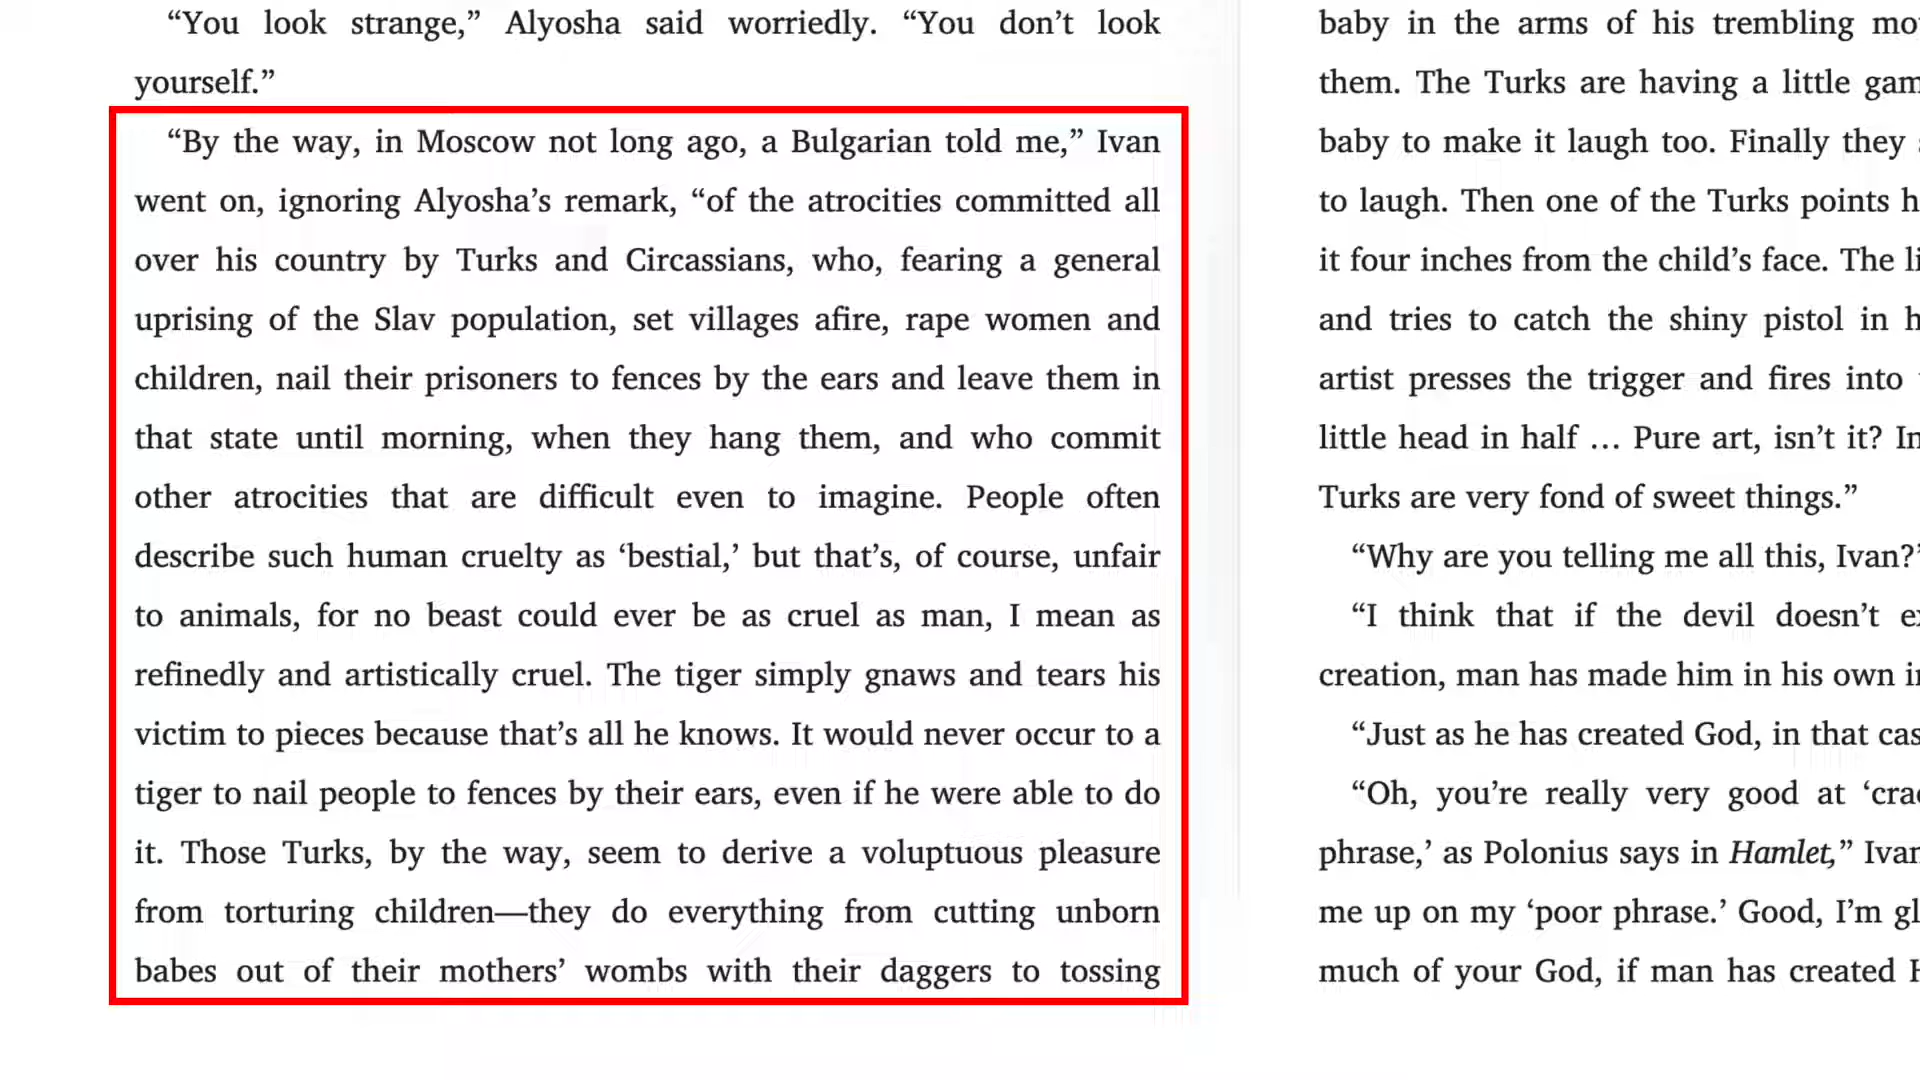 “You look strange,” Alyosha said worriedly. “You don’t look
yourself.”
“By the way, in Moscow not long ago, a Bulgarian told me,” Ivan
went on, ignoring Alyosha’s remark, “of the atrocities committed all
over his country by Turks and Circassians, who, fearing a general
uprising of the Slav population, set villages afire, rape women and
children, nail their prisoners to fences by the ears and leave them in
that state until morning, when they hang them, and who commit
other atrocities that are difficult even to imagine. People often
describe such human cruelty as ‘bestial,’ but that’s, of course, unfair
to animals, for no beast could ever be as cruel as man, I mean as
refinedly and artistically cruel. The tiger simply gnaws and tears his
victim to pieces because that’s all he knows. It would never occur to a
tiger to nail people to fences by their ears, even if he were able to do
it. Those Turks, by the way, seem to derive a voluptuous pleasure
from torturing children—they do everything from cutting unborn
babes out of their mothers’ wombs with their daggers to tossing
baby in the arms of his trembling
them. The Turks are having a little
baby to make it laugh too. Finally they
to laugh. Then one of the Turks points
it four inches from the child’s face. The
and tries to catch the shiny pistol in
artist presses the trigger and fires into
little head in half … Pure art, isn’t it?
Turks are very fond of sweet things.”
“Why are you telling me all this, Ivan?”
“I think that if the devil doesn’t
creation, man has made him in his own
“Just as he has created God, in that
“Oh, you’re really very good at
phrase,’ as Polonius says in Hamlet,”
me up on my ‘poor phrase.’ Good, I’m
much of your God, if man has created